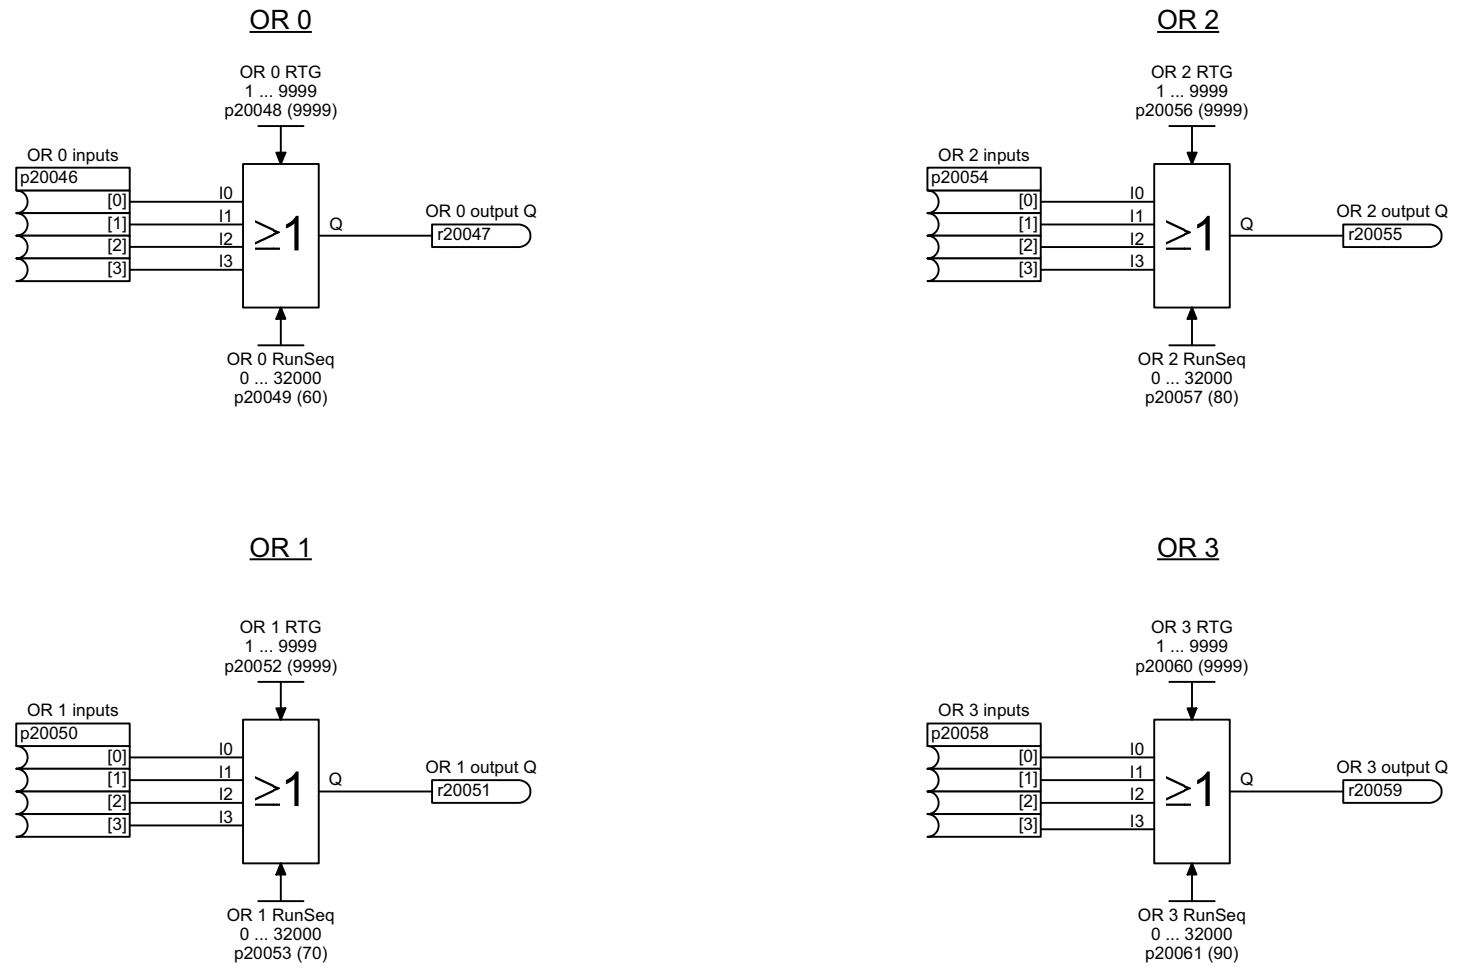 OR 0
OR 0 RTG
1 ... 9999
p20048 (9999)
OR 0 inputs
p20046
[0]
[1]
[2]
[3]
I0
I1
I2
I3
≥1
Q
OR 0 output Q
r20047
OR 0 RunSeq
0 ... 32000
p20049 (60)
OR 2
OR 2 RTG
1 ... 9999
p20056 (9999)
OR 2 inputs
p20054
[0]
[1]
[2]
[3]
I0
I1
I2
I3
≥1
Q
OR 2 output Q
r20055
OR 2 RunSeq
0 ... 32000
p20057 (80)
OR 1
OR 1 RTG
1 ... 9999
p20052 (9999)
OR 1 inputs
p20050
[0]
[1]
[2]
[3]
I0
I1
I2
I3
≥1
Q
OR 1 output Q
r20051
OR 1 RunSeq
0 ... 32000
p20053 (70)
OR 3
OR 3 RTG
1 ... 9999
p20060 (9999)
OR 3 inputs
p20058
[0]
[1]
[2]
[3]
I0
I1
I2
I3
≥1
Q
OR 3 output Q
r20059
OR 3 RunSeq
0 ... 32000
p20061 (90)